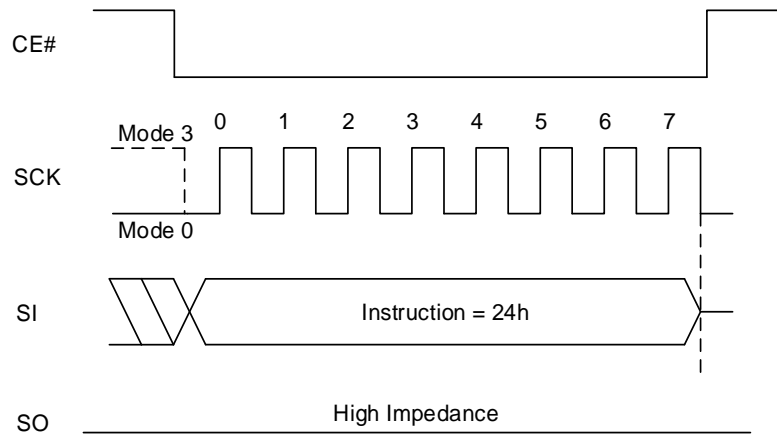 CE#
0 1 2 3 4 5 6 7
Mode 3
SCK
Mode 0
SI
Instruction = 24h
High Impedance
SO